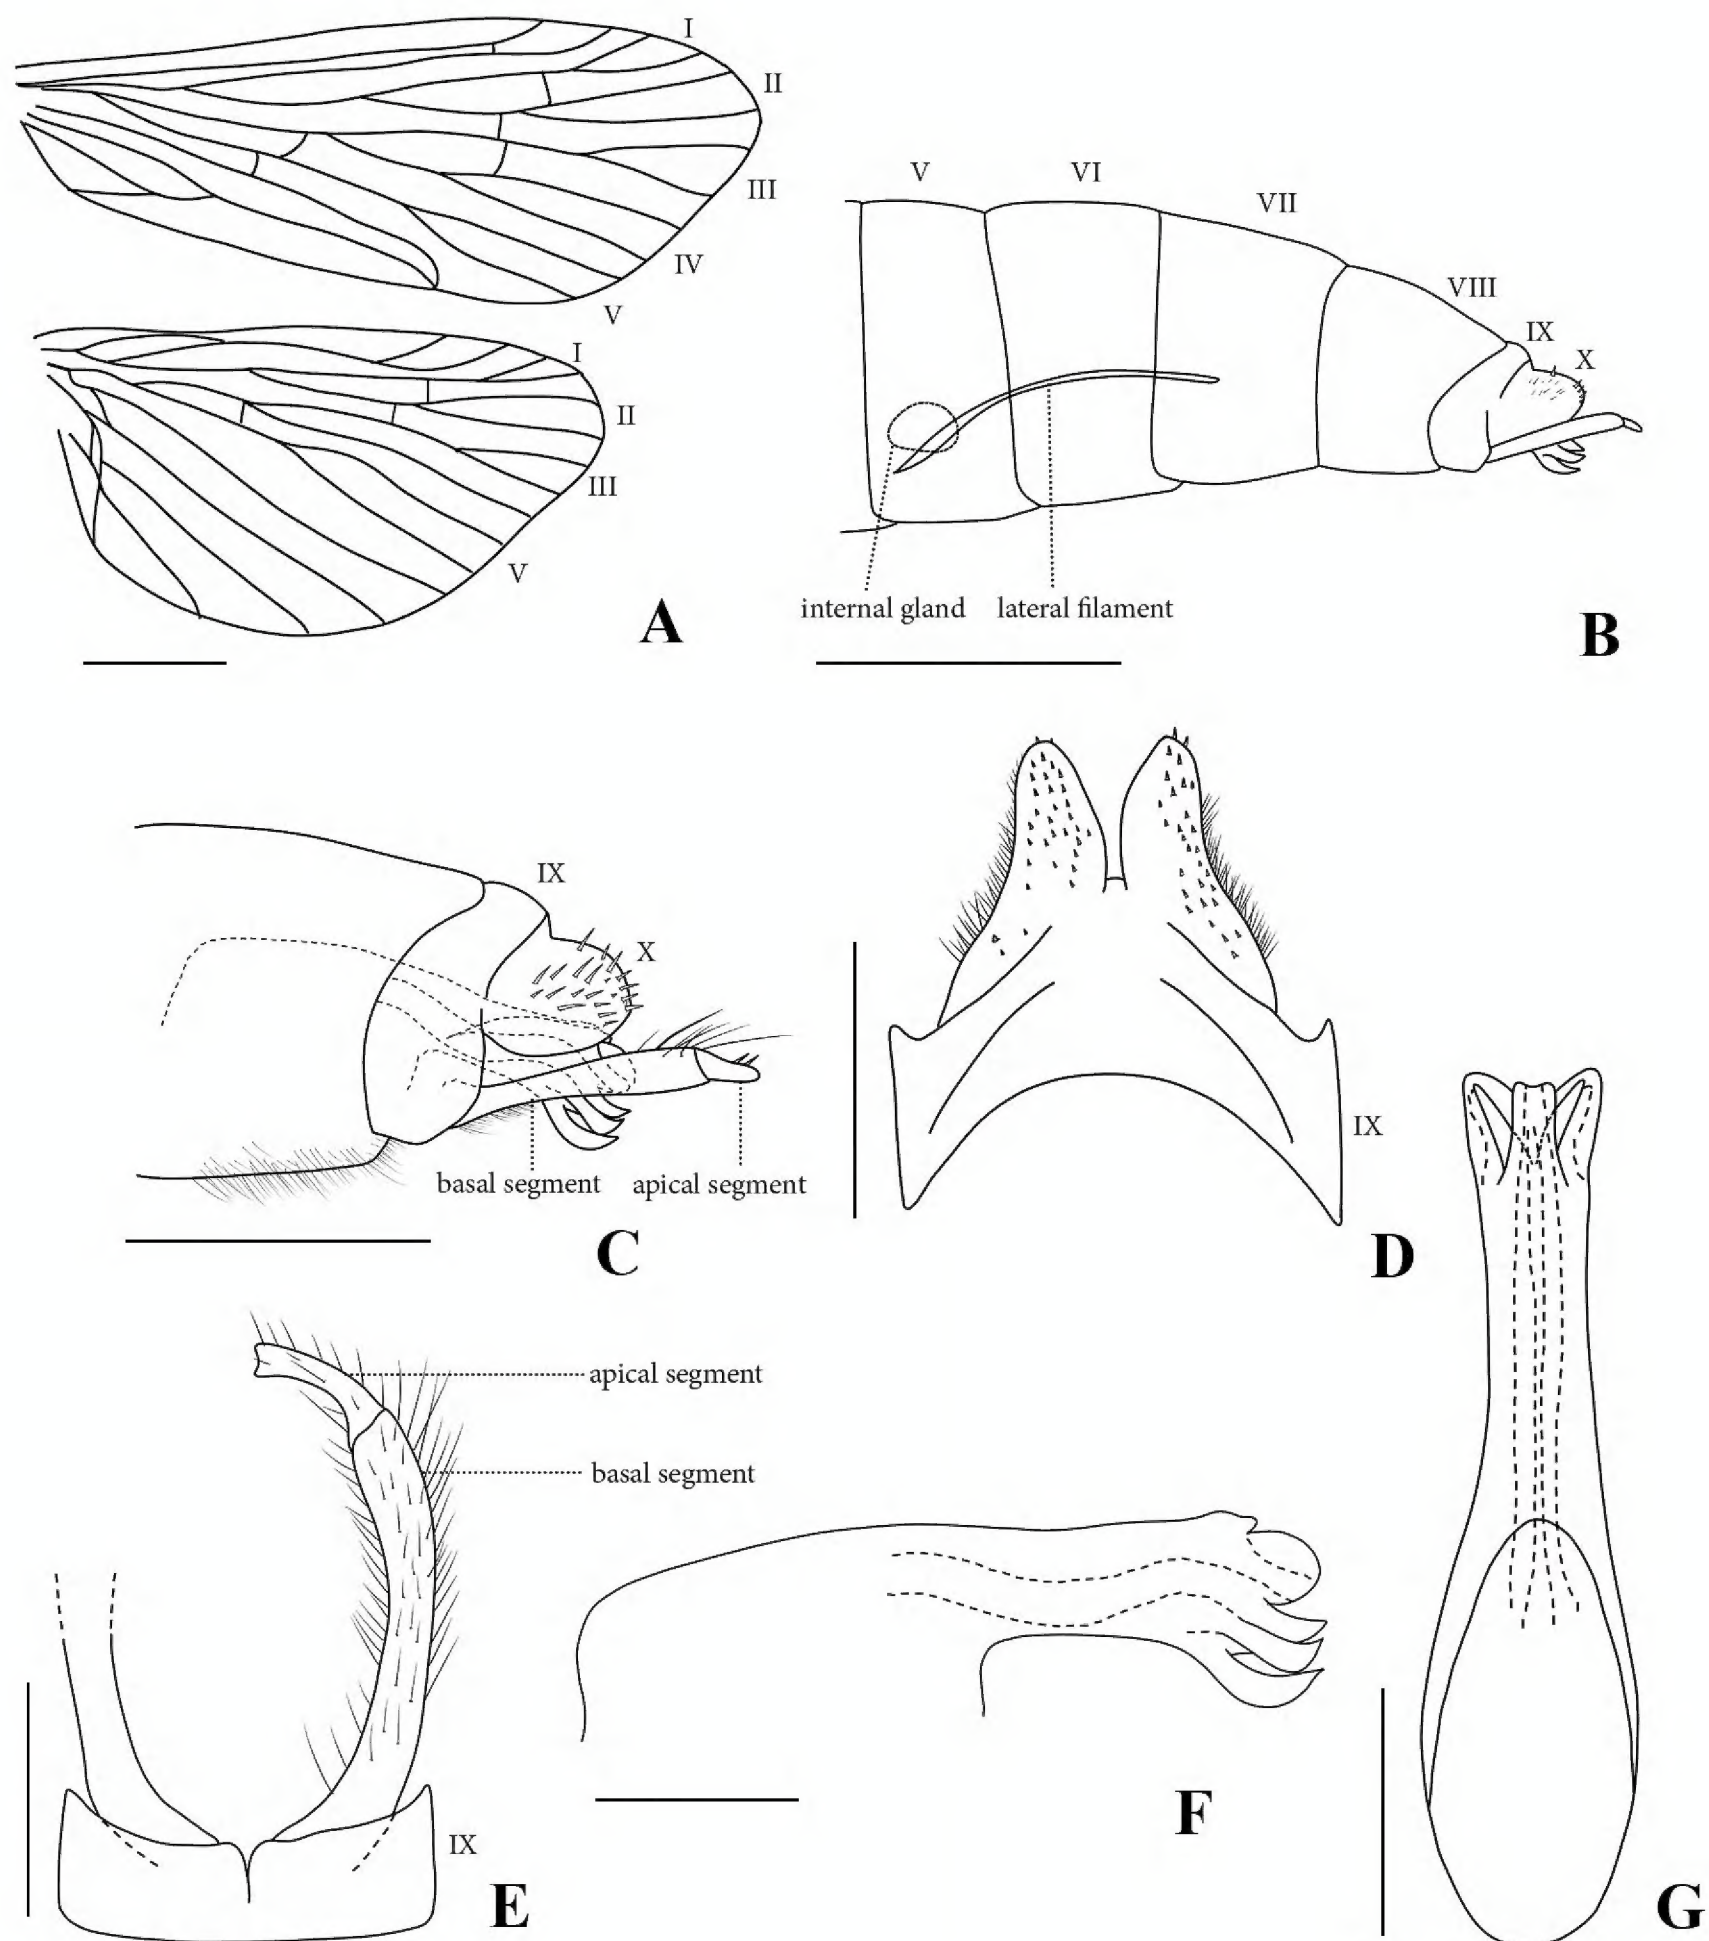 I
II
III
IV
V
I
II
III
V
A
V
VI
VII
VIII
IX
X
internal gland lateral filament
B
IX
X
basal segment apical segment
C
IX
D
apical segment
basal segment
IX
E
F
G